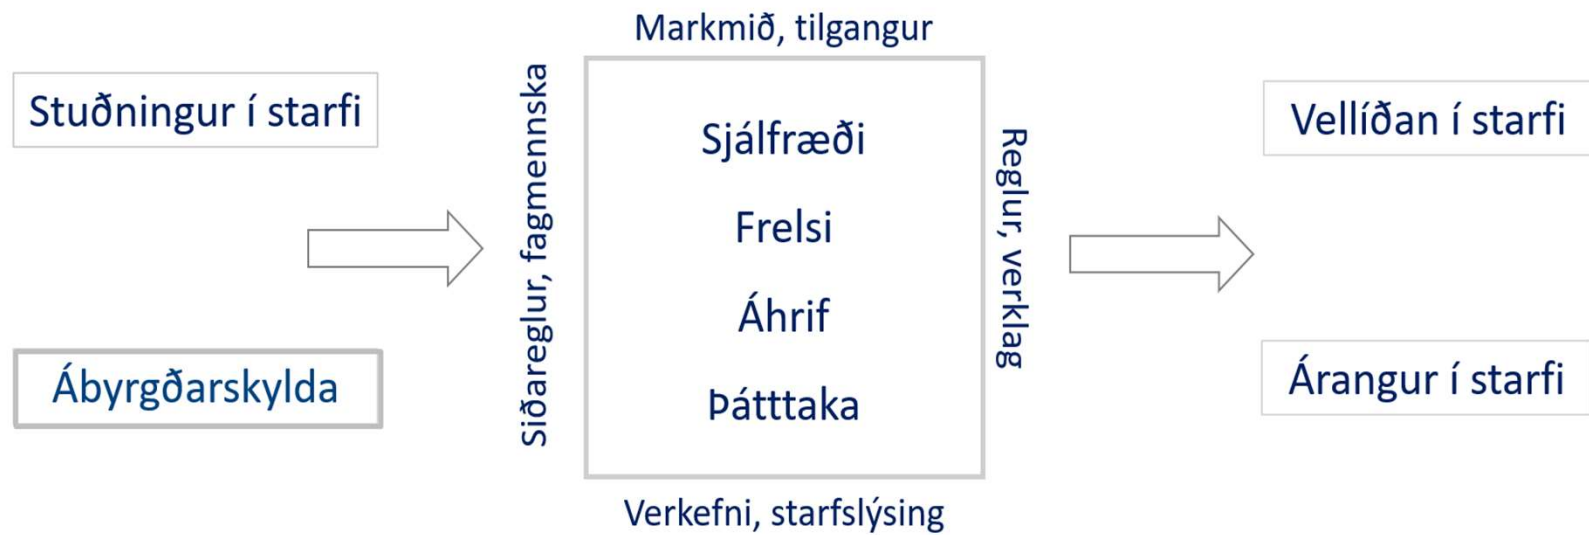 Markmið, tilgangur
Stuðningur í starfi
Ábyrgðarskylda
Siðareglur, fagmennska
Sjálfræði
Frelsi
Áhrif
Þátttaka
Reglur, verklag
Verkefni, starfslýsing
Vellíðan í starfi
Árangur í starfi